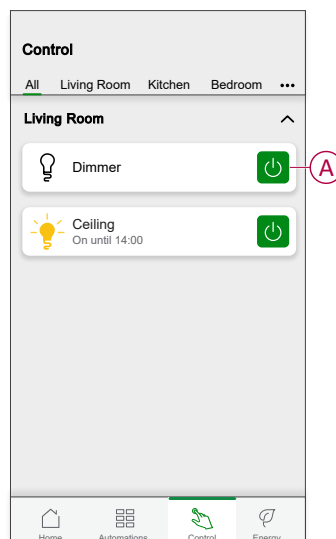 Control
All Living Room Kitchen Bedroom •••
Living Room
Dimmer
A
Ceiling
On until 14:00
Home Automations Control Energy